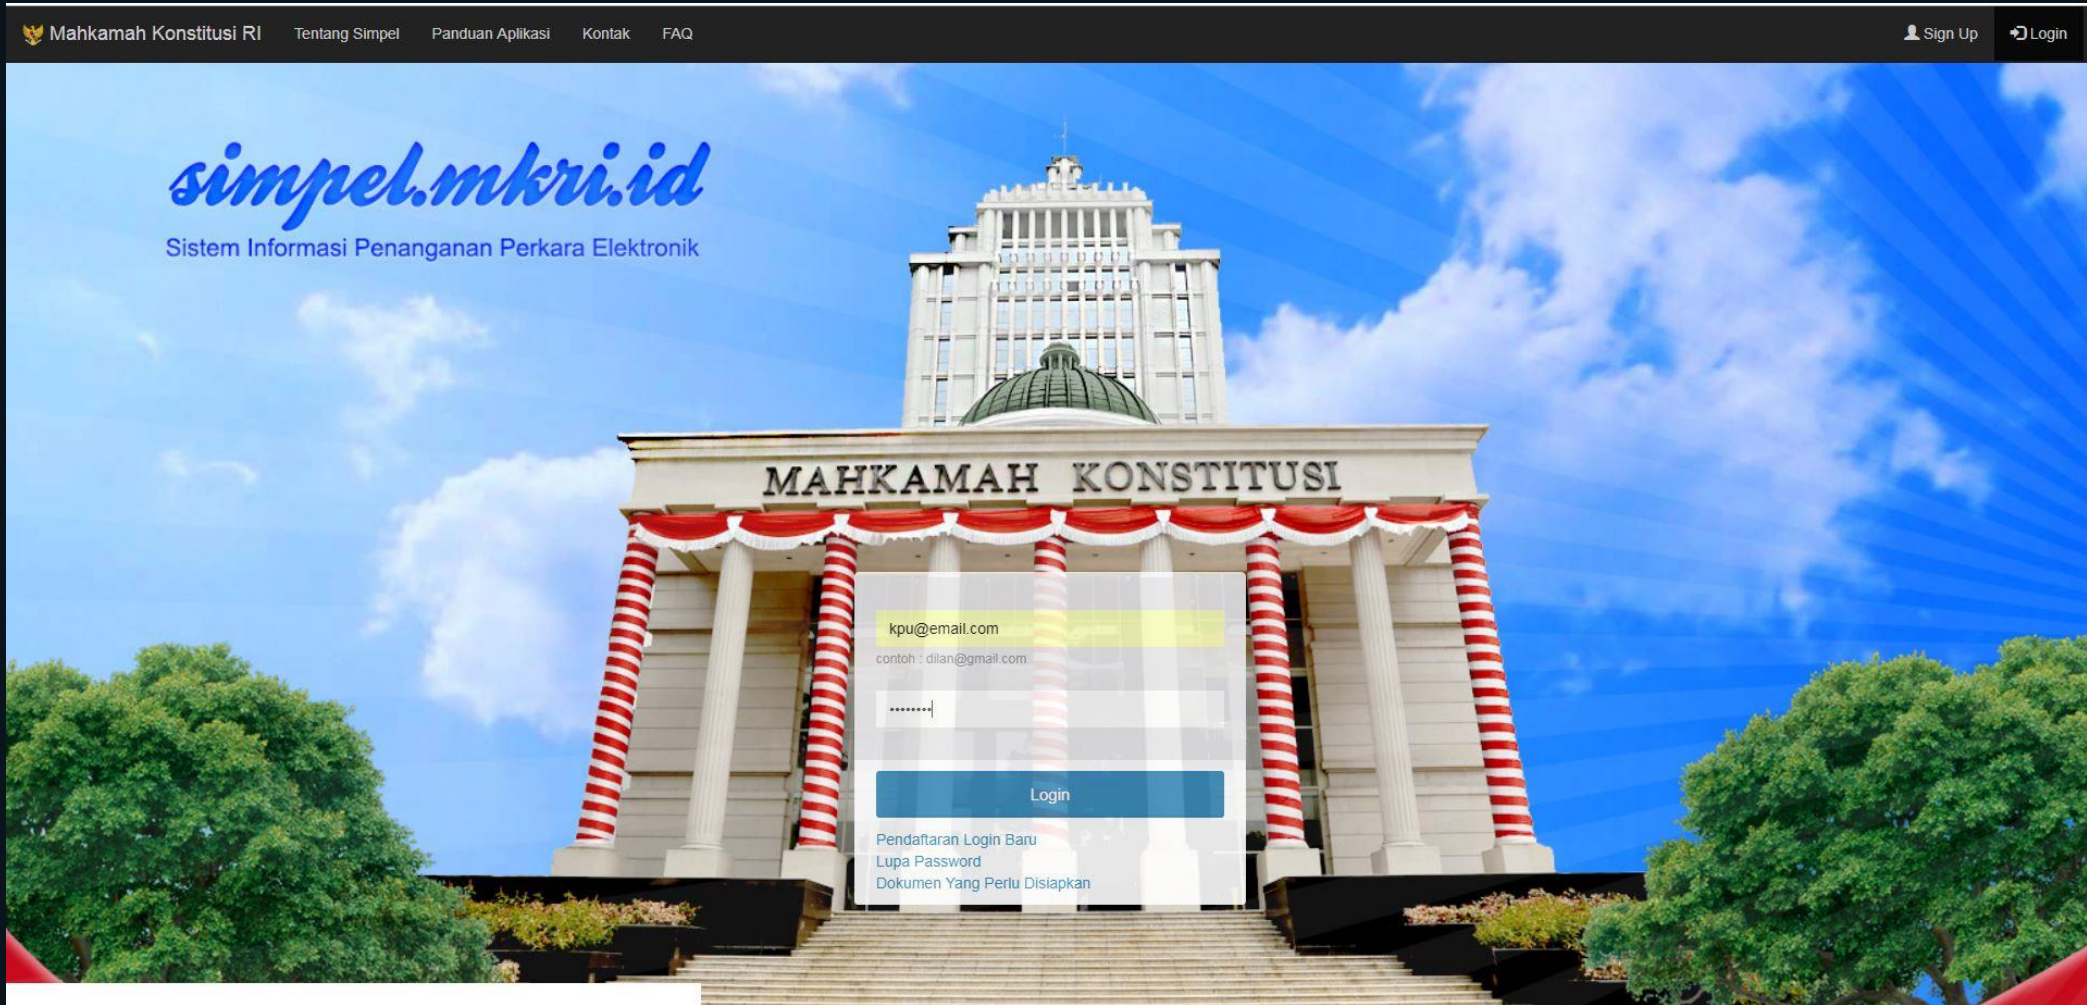 Mahkamah Konstitusi RI Tentang Simpel Panduan Aplikasi Kontak FAQ Sign Up Login
simpel.mkri.id
Sistem Informasi Penanganan Perkara Elektronik
MAHKAMAH KONSTITUSI
kpu@email.com
contoh : dilan@gmail.com
••••••••
Login
Pendaftaran Login Baru
Lupa Password
Dokumen Yang Perlu Disiapkan